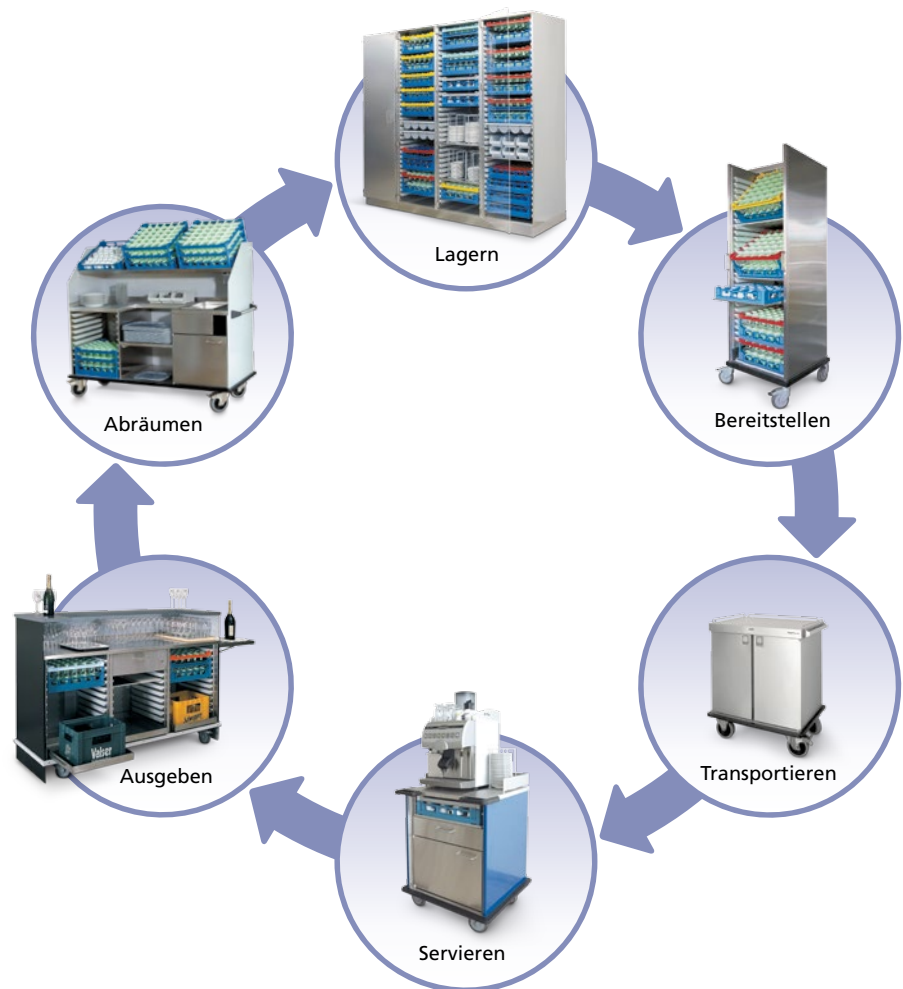 Lagern
Bereitstellen
Transportieren
Servieren
Ausgeben
Valser
Abräumen